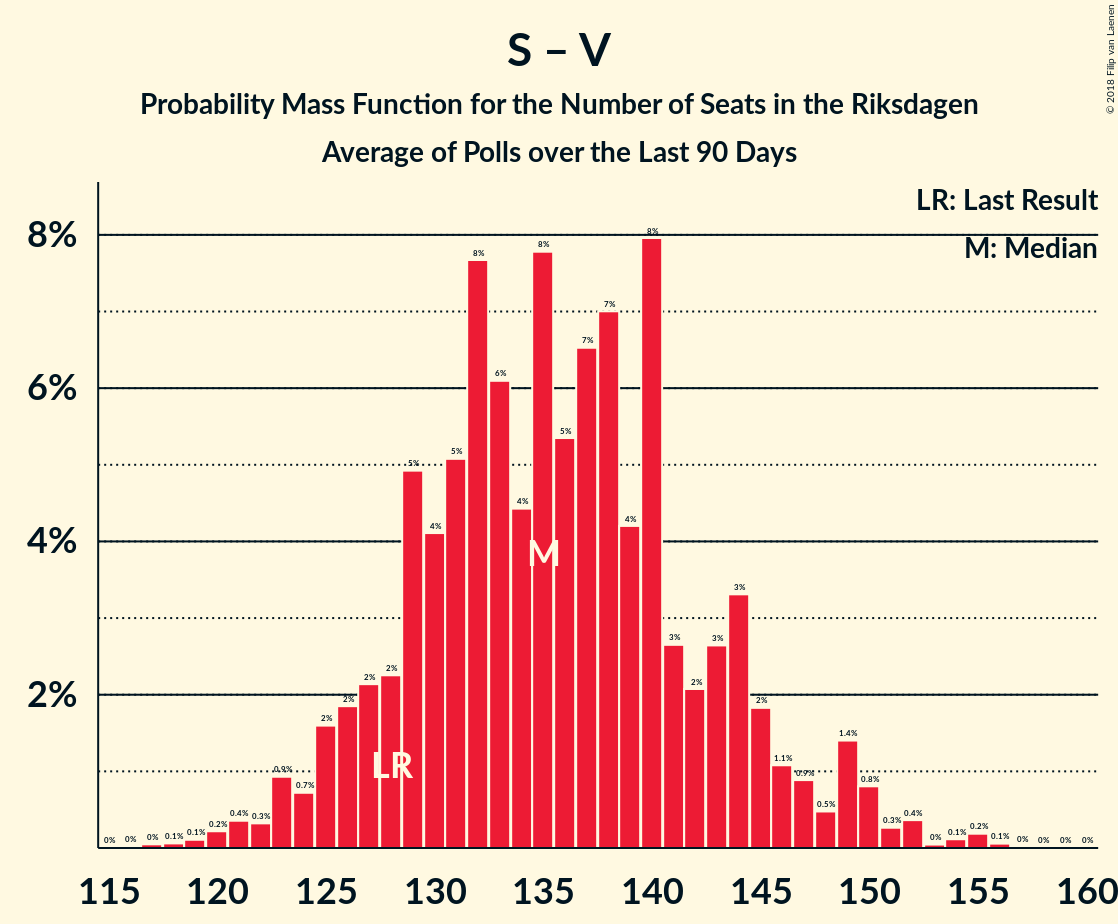 S – V
Probability Mass Function for the Number of Seats in the Riksdagen
Average of Polls over the Last 90 Days
© 2018 Filip van Laenen
LR: Last Result
M: Median
8%
6%
4%
2%
0% 0% 0% 0.1% 0.1% 0.2% 0.4% 0.3% 0.9% 0.7% 2% 2% 2% 2% 5% 4% 5% 8% 6% 4% 8% 5% 7% 7% 4% 8% 3% 2% 3% 3% 2% 1.1% 0.9% 0.5% 1.4% 0.8% 0.3% 0.4% 0% 0.1% 0.2% 0.1% 0% 0% 0% 0%
M
LR
115 120 125 130 135 140 145 150 155 160